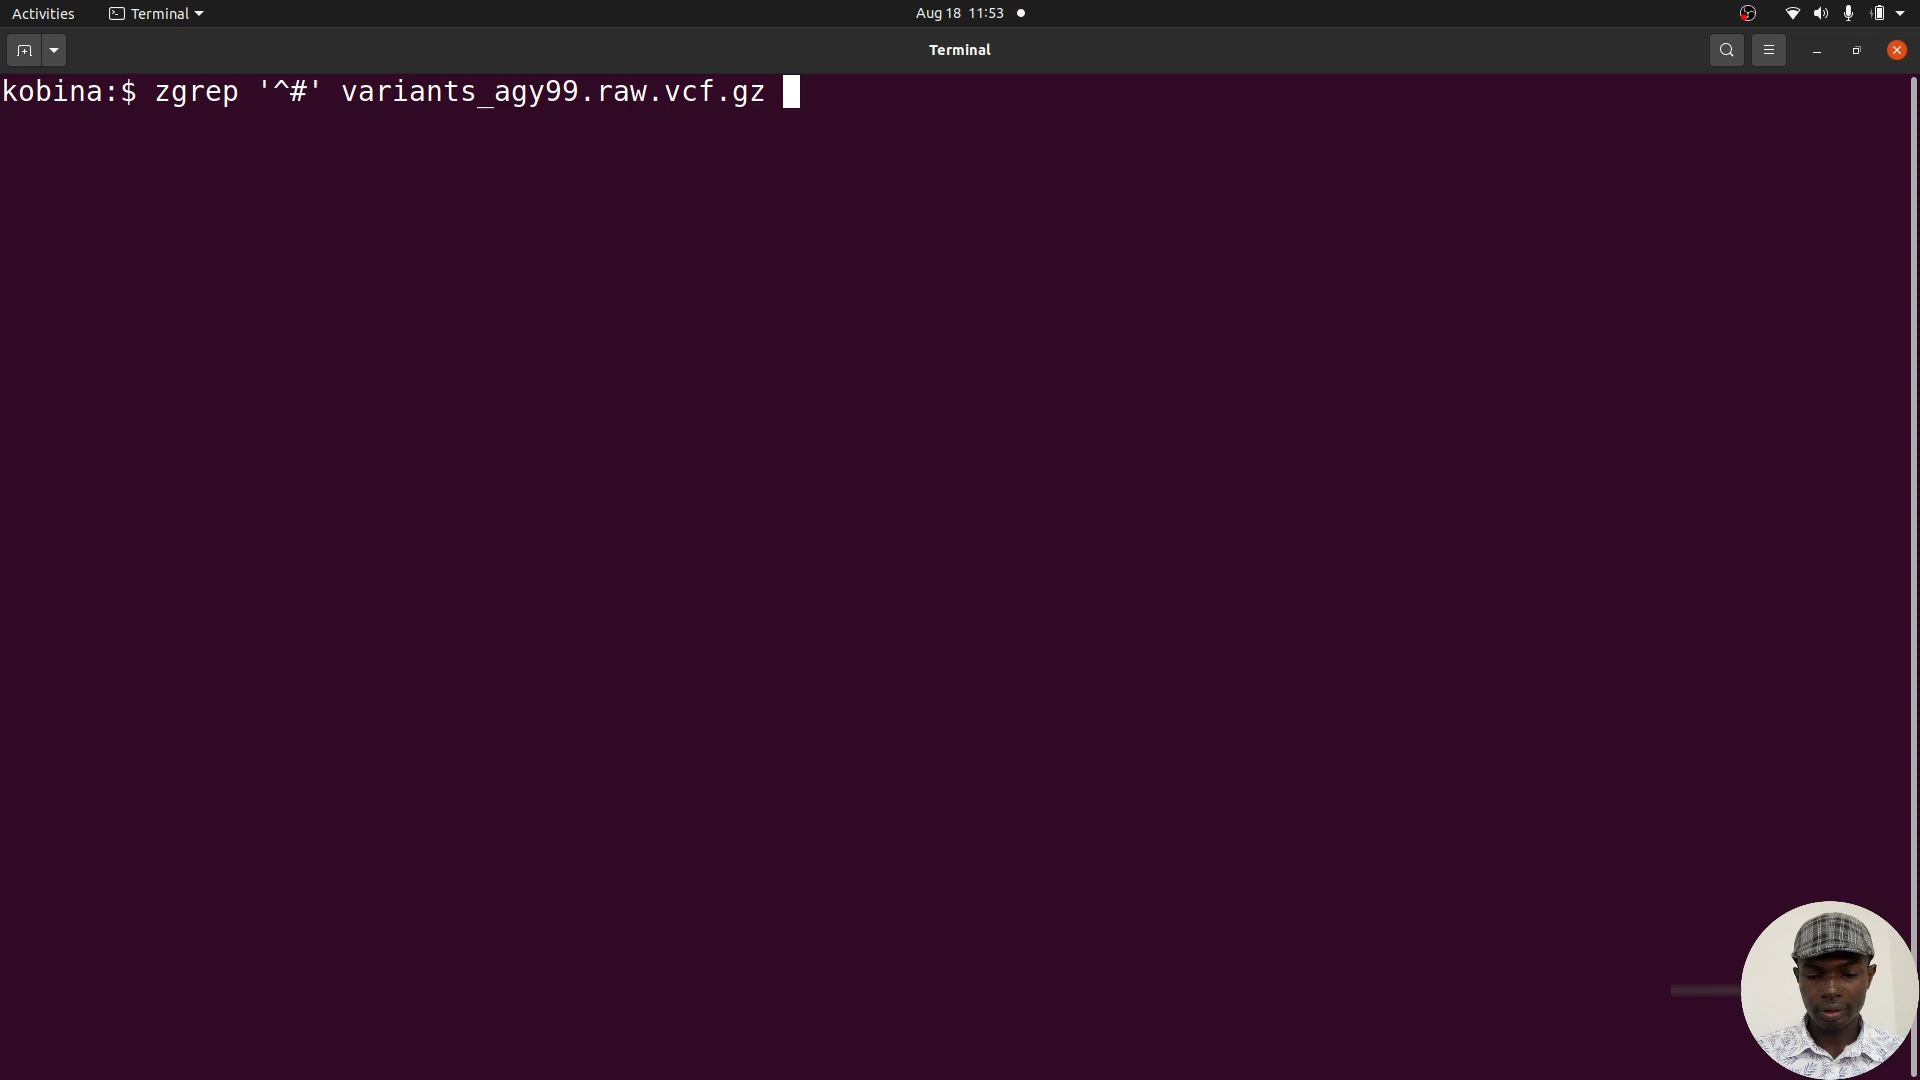 Activities
Terminal
Aug 18 11:53
Terminal
kobina:$ zgrep '^#' variants_agy99.raw.vcf.gz